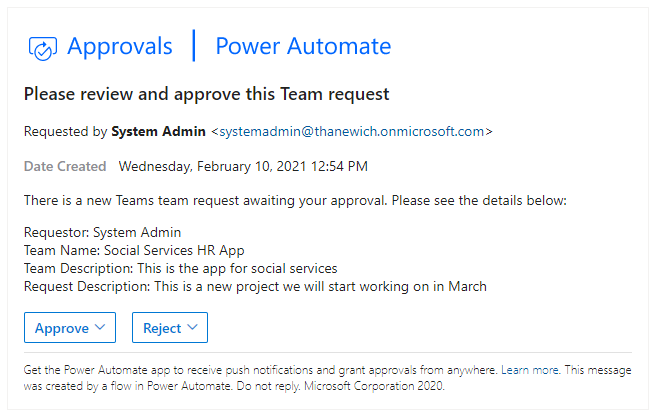 Approvals | Power Automate
Please review and approve this Team request
Requested by System Admin <systemadmin@thanewich.onmicrosoft.com>
Date Created Wednesday, February 10, 2021 12:54 PM
There is a new Teams team request awaiting your approval. Please see the details below:
Requestor: System Admin
Team Name: Social Services HR App
Team Description: This is the app for social services
Request Description: This is a new project we will start working on in March
Approve Reject
Get the Power Automate app to receive push notifications and grant approvals from anywhere. Learn more. This message
was created by a flow in Power Automate. Do not reply. Microsoft Corporation 2020.